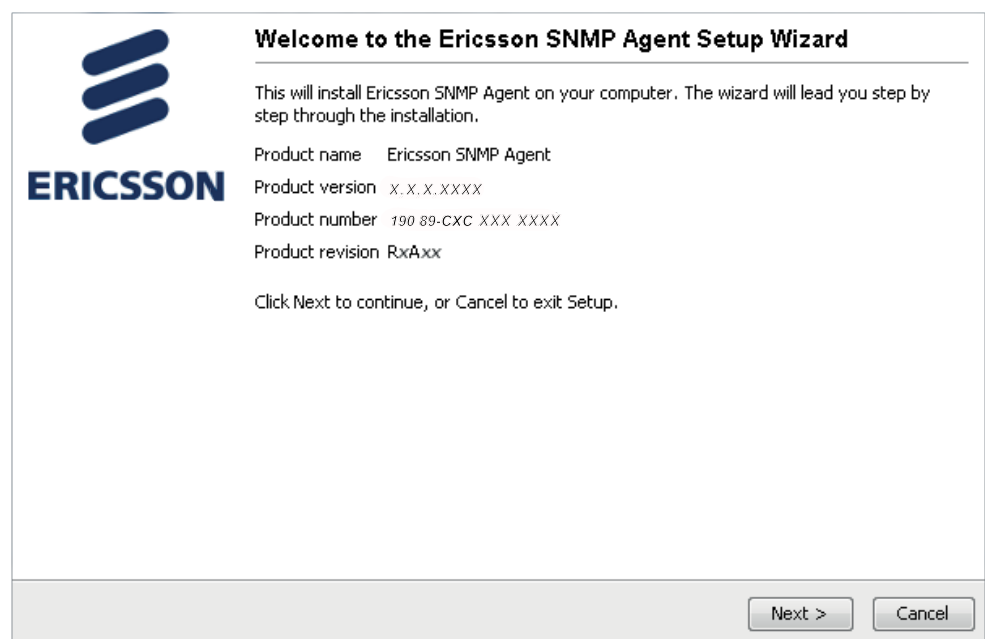 Welcome to the Ericsson SNMP Agent Setup Wizard
This will install Ericsson SNMP Agent on your computer. The wizard will lead you step by
step through the installation.
Product name Ericsson SNMP Agent
Product version X.X.X.XXXX
Product number 190 89-CXC XXX XXXX
Product revision RxAxx
Click Next to continue, or Cancel to exit Setup.
ERICSSON
Next > Cancel